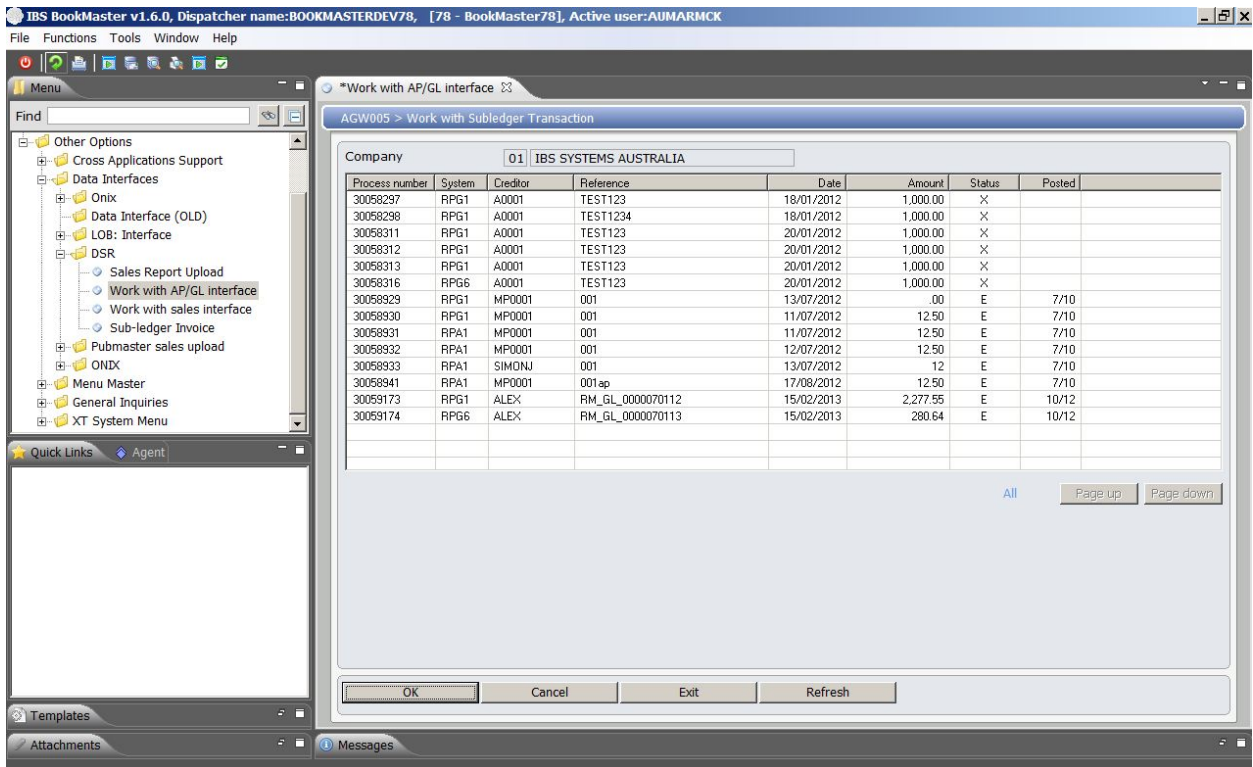 IBS BookMaster v1.6.0, Dispatcher name:BOOKMASTERDEV78, [78 - BookMaster78], Active user:AUMARMCK
File Functions Tools Window Help
Menu
Find
Other Options
Cross Applications Support
Data Interfaces
Onix
Data Interface (OLD)
LOB: Interface
DSR
Sales Report Upload
Work with AP/GL interface
Work with sales interface
Sub-ledger Invoice
Pubmaster sales upload
ONIX
Menu Master
General Inquiries
XT System Menu
Quick Links Agent
Templates
Attachments
*Work with AP/GL interface
AGW005 > Work with Subledger Transaction
Company 01 IBS SYSTEMS AUSTRALIA
Process number System Creditor Reference Date Amount Status Posted
30058297 RPG1 A0001 TEST123 18/01/2012 1,000.00 X
30058298 RPG1 A0001 TEST1234 18/01/2012 1,000.00 X
30058311 RPG1 A0001 TEST123 20/01/2012 1,000.00 X
30058312 RPG1 A0001 TEST123 20/01/2012 1,000.00 X
30058313 RPG1 A0001 TEST123 20/01/2012 1,000.00 X
30058316 RPG6 A0001 TEST123 20/01/2012 1,000.00 X
30058929 RPG1 MP0001 001 13/07/2012 .00 E 7/10
30058930 RPG1 MP0001 001 11/07/2012 12.50 E 7/10
30058931 RPA1 MP0001 001 11/07/2012 12.50 E 7/10
30058932 RPA1 MP0001 001 12/07/2012 12.50 E 7/10
30058933 RPA1 SIMONJ 001 13/07/2012 12 E 7/10
30058941 RPA1 MP0001 001ap 17/08/2012 12.50 E 7/10
30059173 RPG1 ALEX RM_GL_0000070112 15/02/2013 2,277.55 E 10/12
30059174 RPG6 ALEX RM_GL_0000070113 15/02/2013 280.64 E 10/12
All Page up Page down
OK Cancel Exit Refresh
Messages